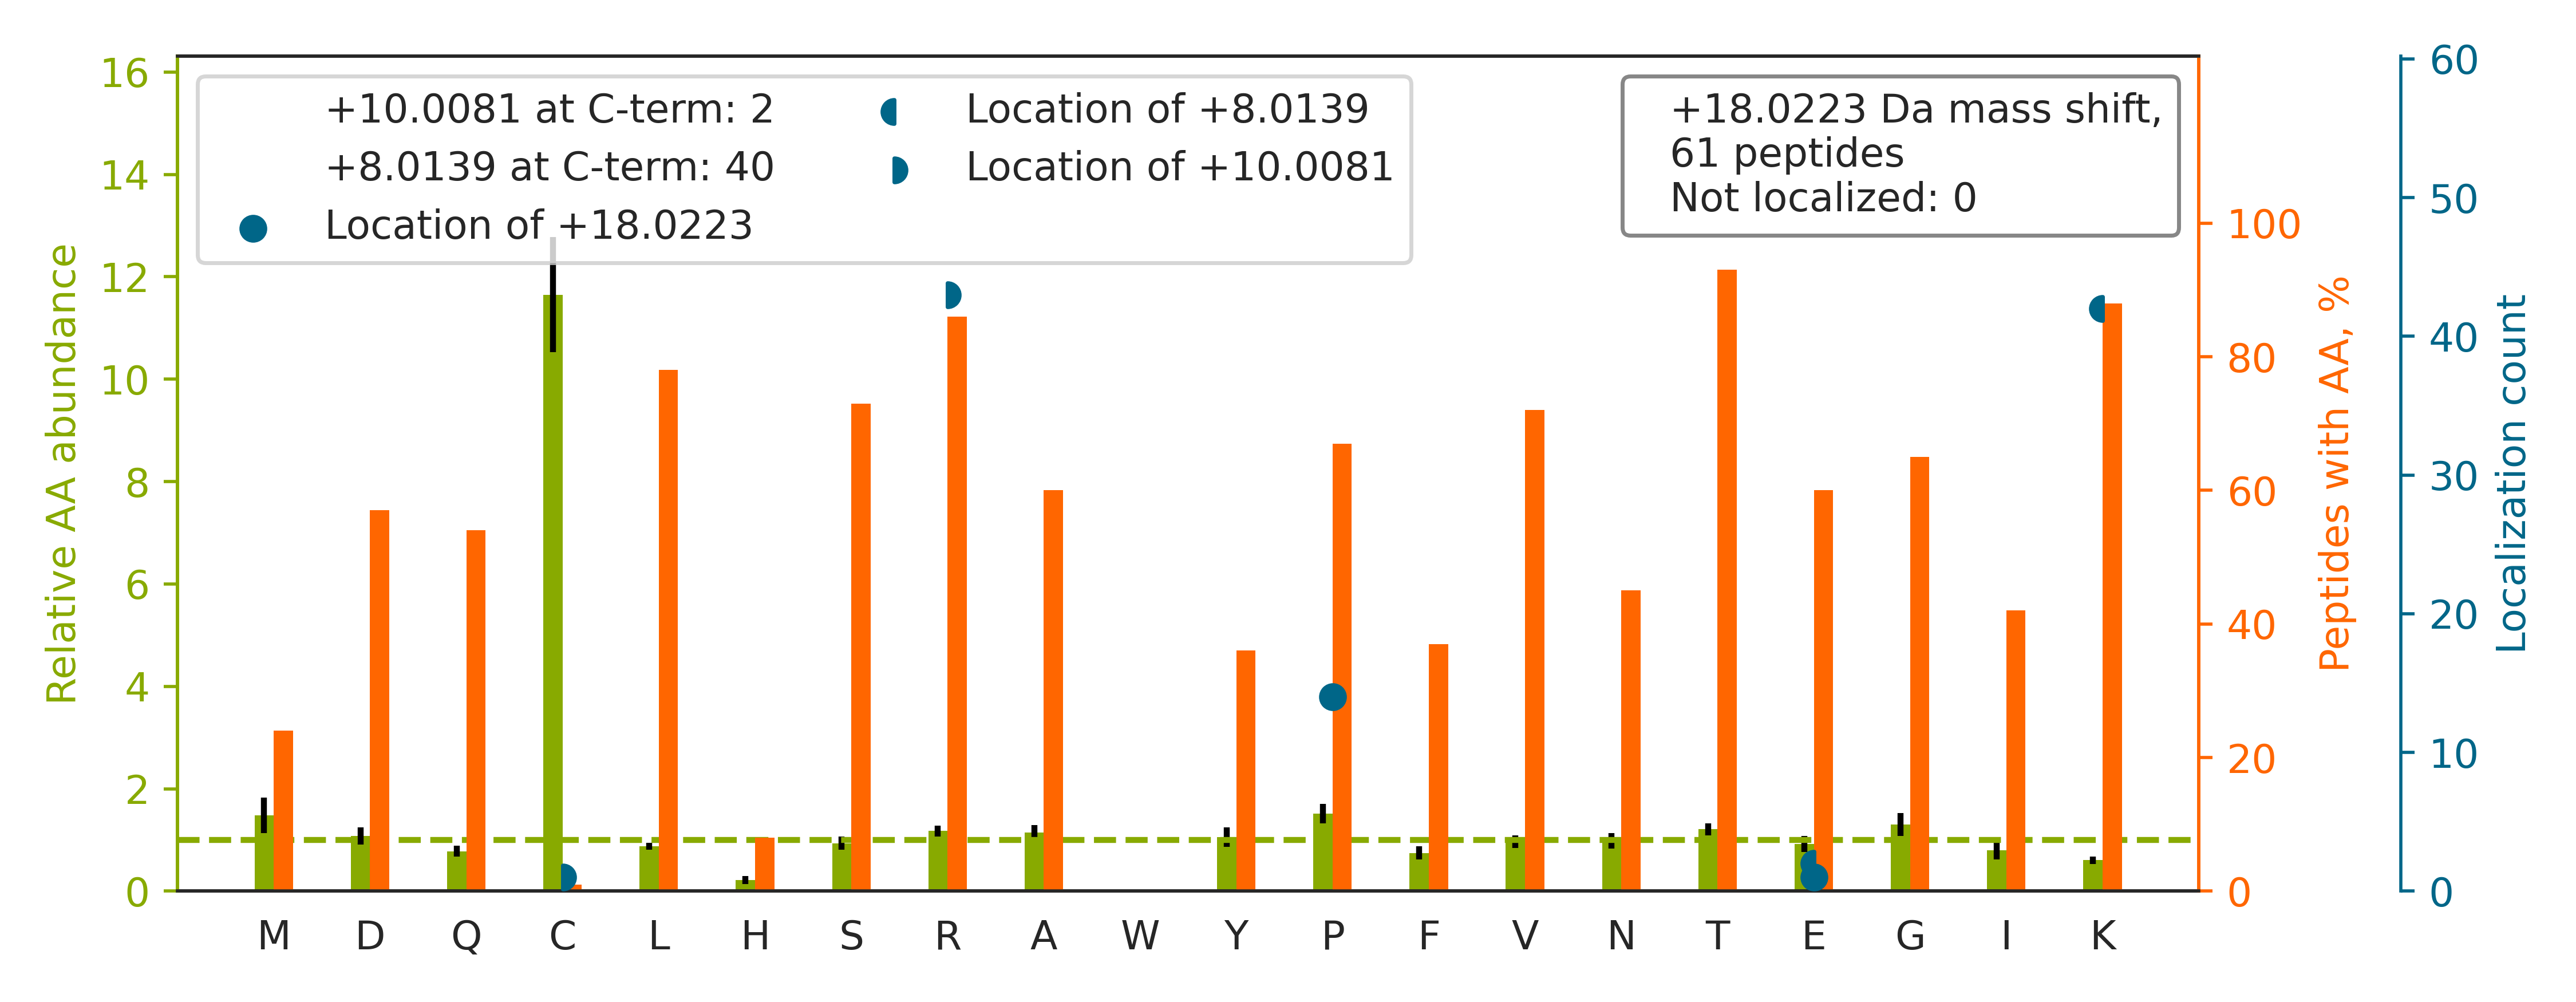 +10.0081 at C-term: 2
+8.0139 at C-term: 40
Location of +18.0223
Location of +8.0139
Location of +10.0081
+18.0223 Da mass shift,
61 peptides
Not localized: 0
Relative AA abundance
16
14
12
10
8
6
4
2
0
M D Q C L H S R A W Y P F V N T E G I K
100
80
60
40
20
0
Peptides with AA, %
60
50
40
30
20
10
0
Localization count